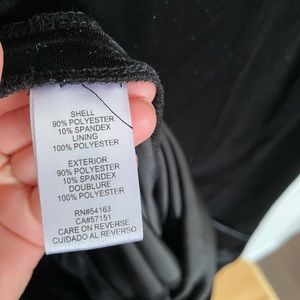 SHELL
90% POLYESTER
10% SPANDEX
LINING
100% POLYESTER
EXTERIOR
90% POLYESTER
10% SPANDEX
DOUBLURE
100% POLYESTER
RN#54163
CA#57151
CARE ON REVERSE
CUIDADO AL REVERSO